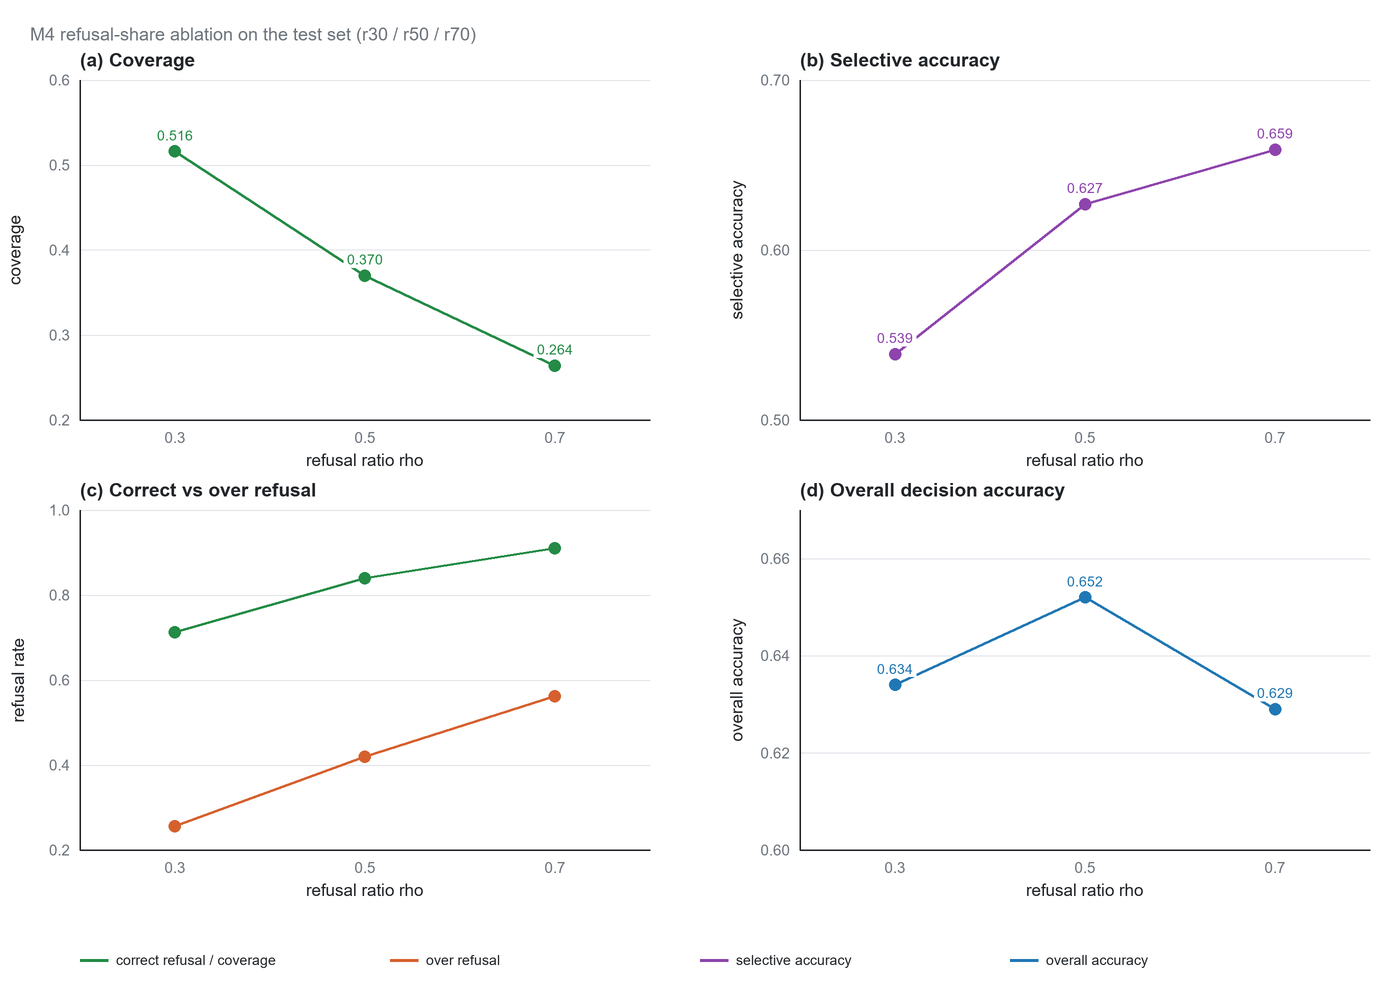 M4 refusal-share ablation on the test set (r30 / r50 / r70)
(a) Coverage
0.6
0.5
0.4
0.3
0.2
coverage
0.516
0.370
0.264
0.3 0.5 0.7
refusal ratio rho
(b) Selective accuracy
0.70
0.60
0.50
selective accuracy
0.539
0.627
0.659
0.3 0.5 0.7
refusal ratio rho
(c) Correct vs over refusal
1.0
0.8
0.6
0.4
0.2
refusal rate
0.3 0.5 0.7
refusal ratio rho
(d) Overall decision accuracy
0.66
0.64
0.62
0.60
overall accuracy
0.634
0.652
0.629
0.3 0.5 0.7
refusal ratio rho
correct refusal / coverage
over refusal
selective accuracy
overall accuracy